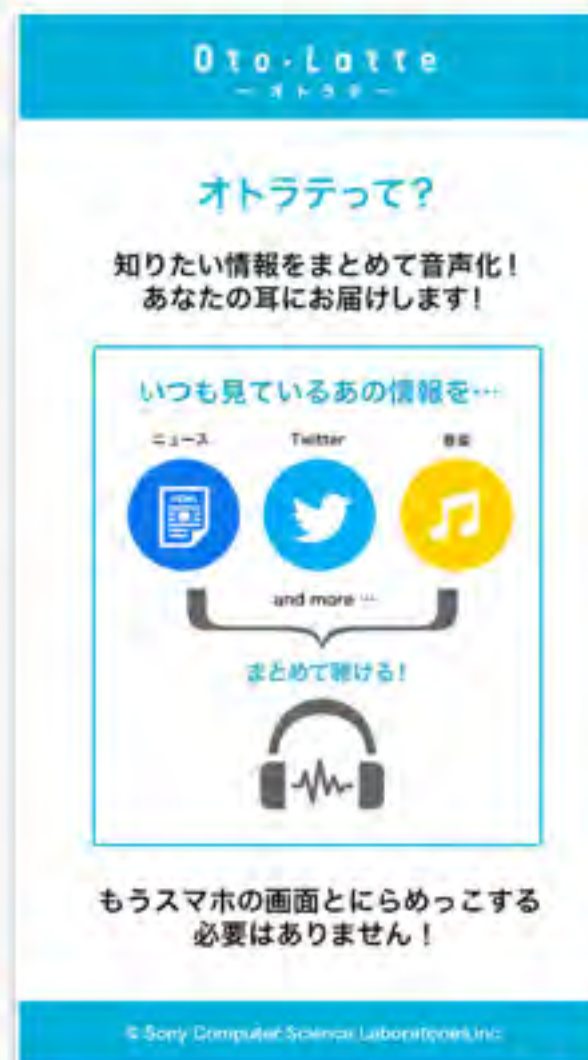 Oto・Latte
― オトラテ ―
オトラテって？
知りたい情報をまとめて音声化！
あなたの耳にお届けします！
いつも見ているあの情報を…
ニュース Twitter 音楽
NEWS
and more …
まとめて聴ける！
もうスマホの画面とにらめっこする
必要はありません！
© Sony Computer Science Laboratories,Inc.